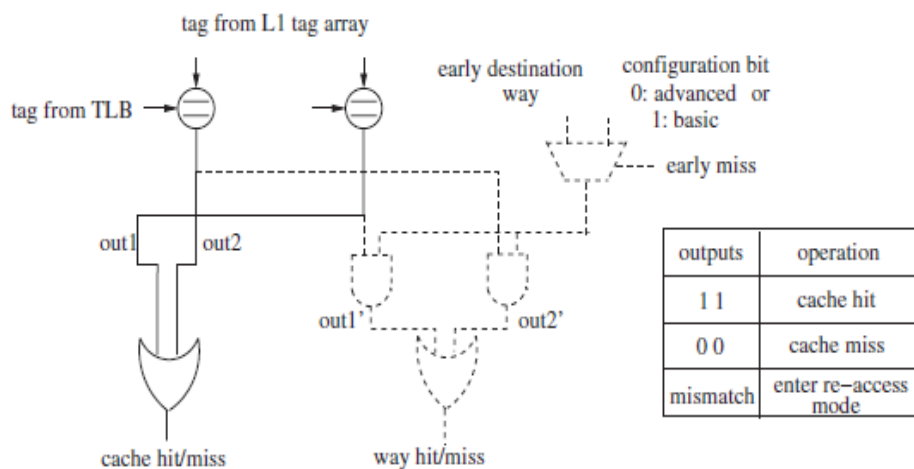 tag from L1 tag array
early destination
way
configuration bit
0: advanced or
1: basic
tag from TLB
early miss
out1
out2
out1’
out2’
cache hit/miss
way hit/miss
outputs operation
1 1 cache hit
0 0 cache miss
mismatch enter re-access
mode